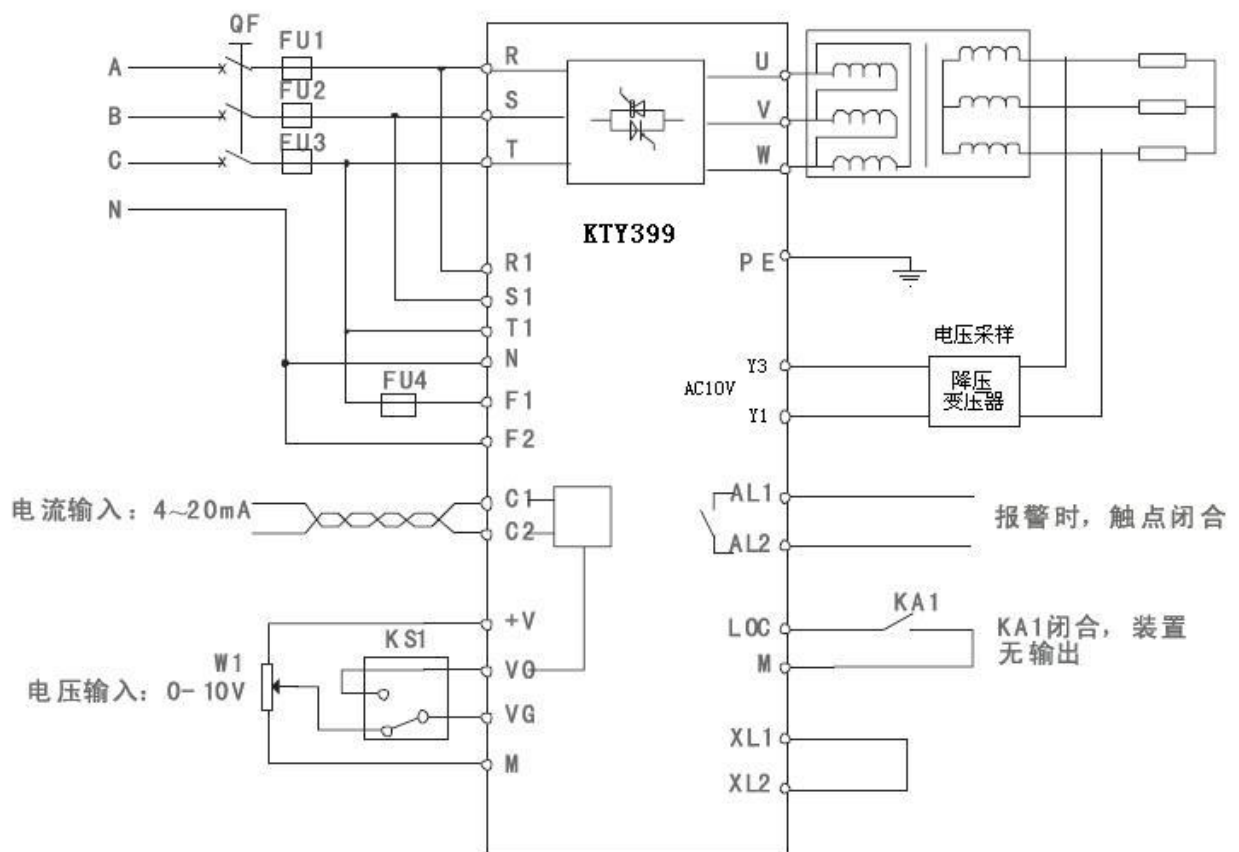 QF
FU1
A
R
U
FU2
B
S
V
FU3
C
T
W
N
KTY399
R1
PE
S1
T1
电压采样
N
Y3
FU4
AC10V
降压
变压器
F1
Y1
F2
电流输入: 4~20mA
C1
AL1
报警时, 触点闭合
C2
AL2
+V
KA1
KS1
LOC
KA1闭合, 装置
无输出
W1
V0
M
电压输入: 0-10V
VG
XL1
M
XL2